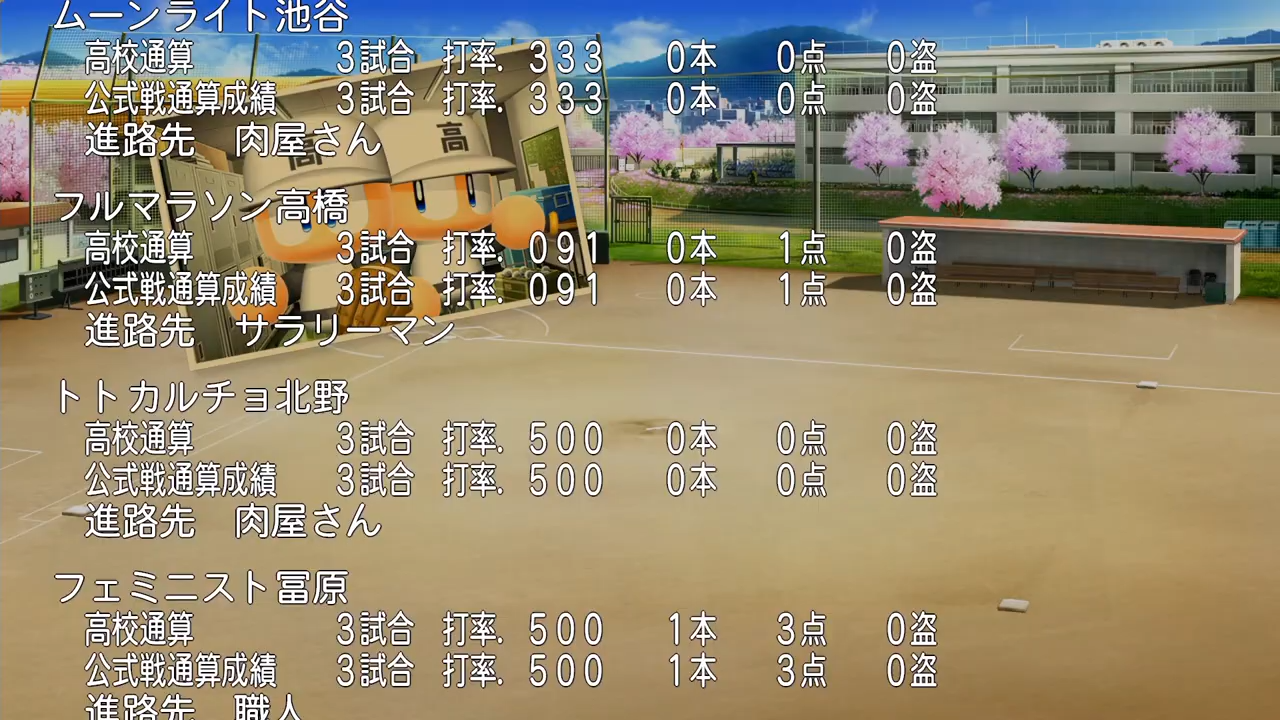 ムーンライト池谷
高校通算 3試合 打率.333 0本 0点 0盗
公式戦通算成績 3試合 打率.333 0本 0点 0盗
進路先 肉屋さん
フルマラソン高橋
高校通算 3試合 打率.091 0本 1点 0盗
公式戦通算成績 3試合 打率.091 0本 1点 0盗
進路先 サラリーマン
トトカルチョ北野
高校通算 3試合 打率.500 0本 0点 0盗
公式戦通算成績 3試合 打率.500 0本 0点 0盗
進路先 肉屋さん
フェミニスト冨原
高校通算 3試合 打率.500 1本 3点 0盗
公式戦通算成績 3試合 打率.500 1本 3点 0盗
進路先 職人
高
高